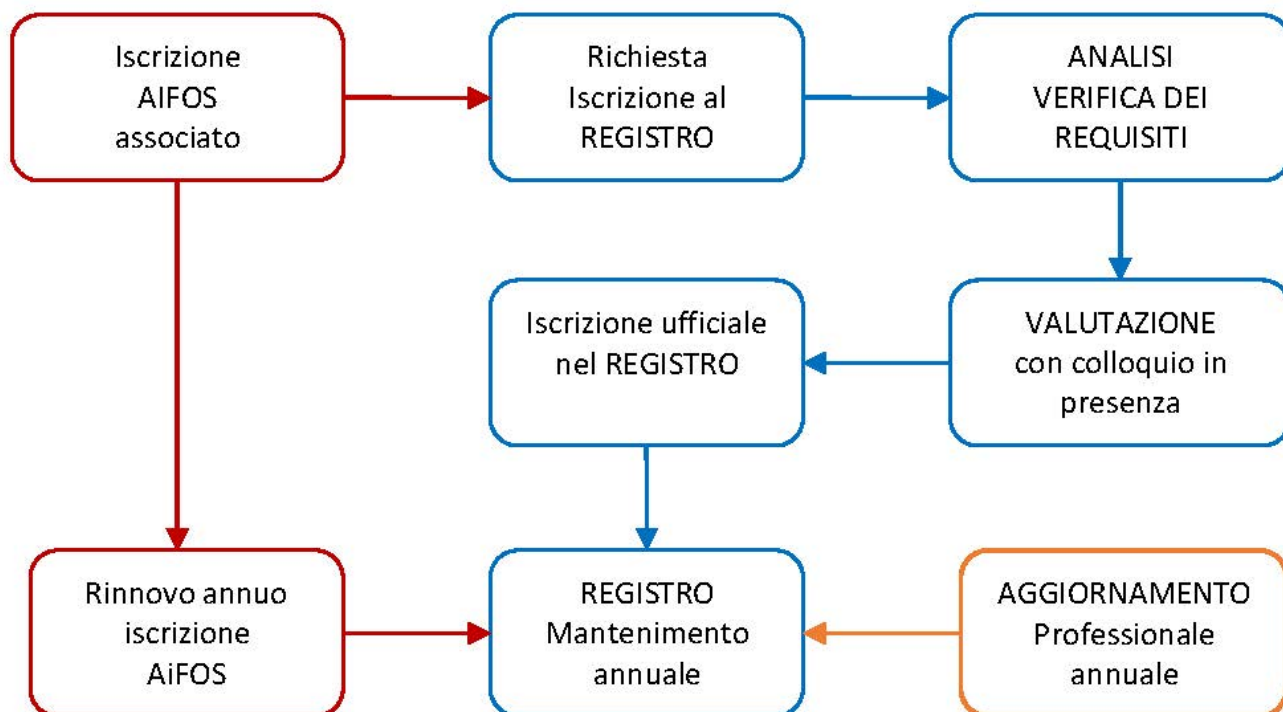 Iscrizione
AIFOS
associato
Richiesta
Iscrizione al
REGISTRO
ANALISI
VERIFICA DEI
REQUISITI
Iscrizione ufficiale
nel REGISTRO
VALUTAZIONE
con colloquio in
presenza
Rinnovo annuo
iscrizione
AiFOS
REGISTRO
Mantenimento
annuale
AGGIORNAMENTO
Professionale
annuale